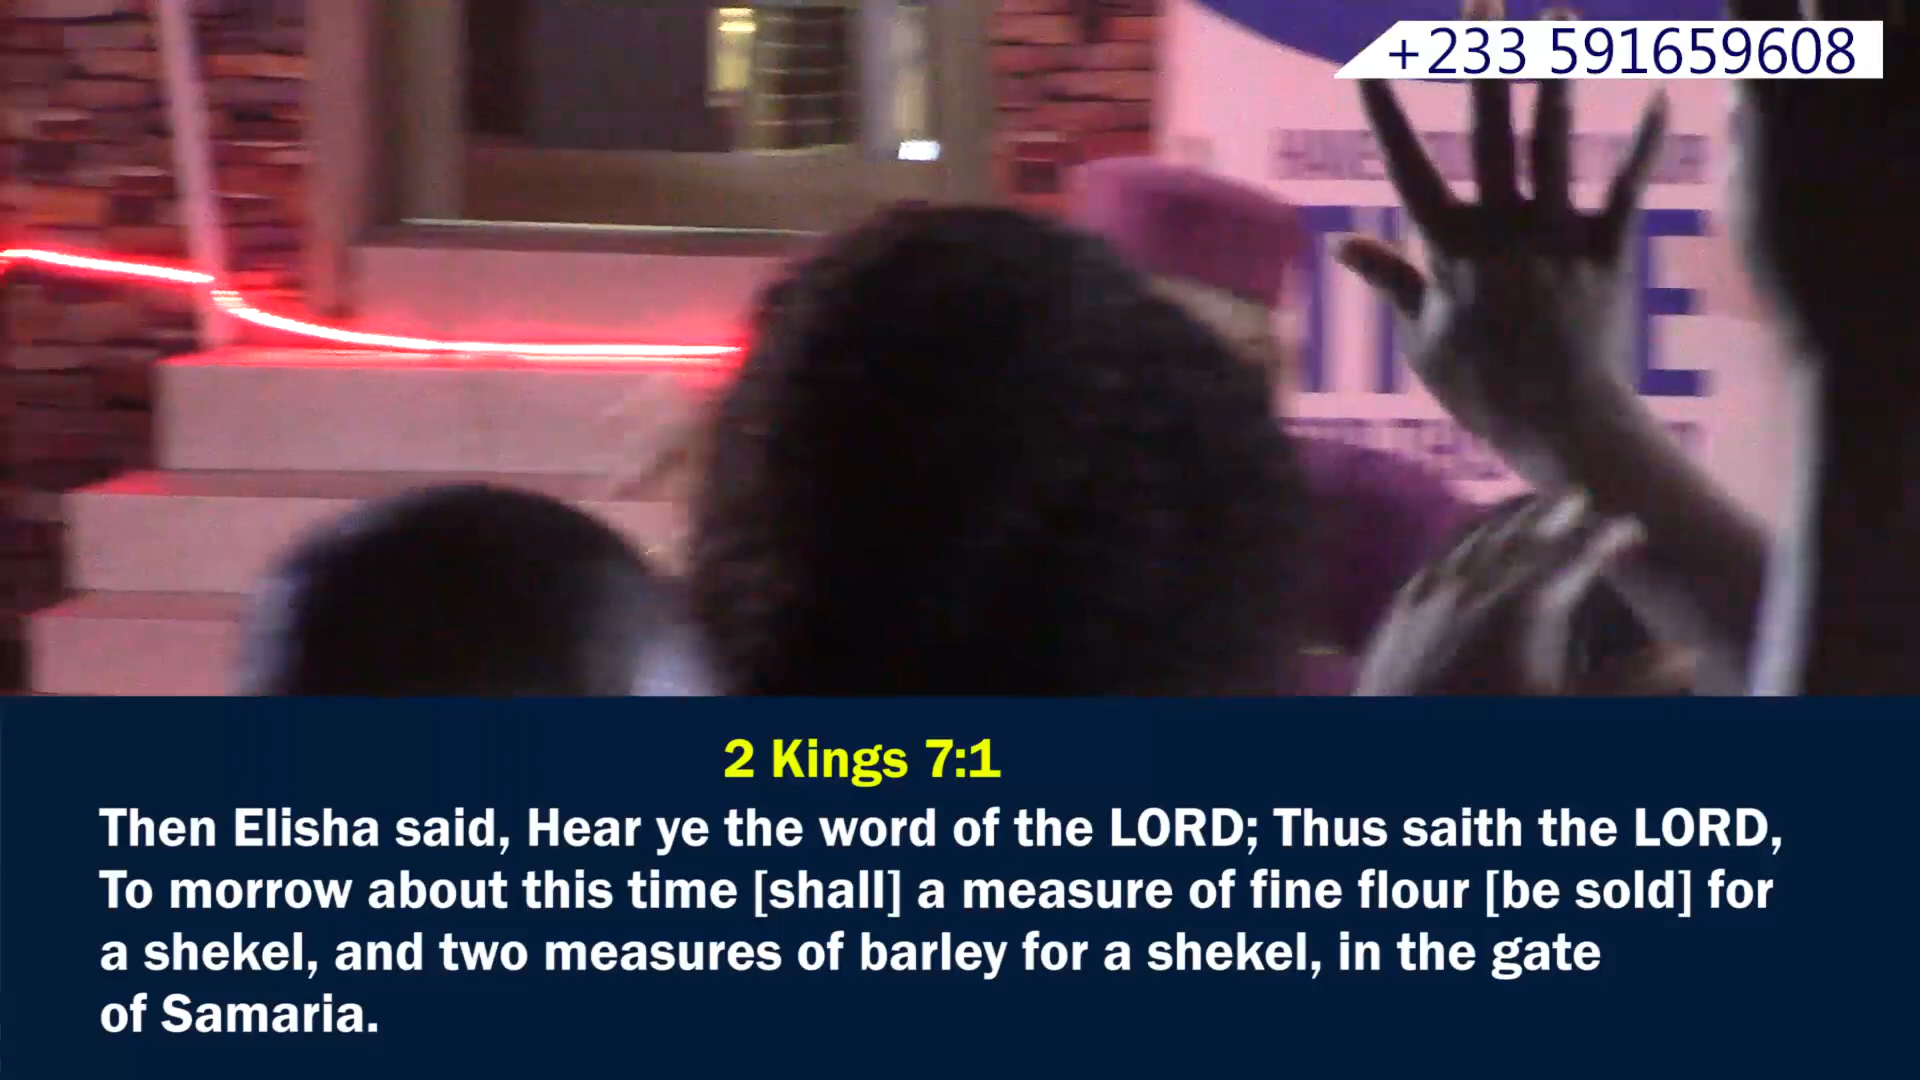 +233 591659608
2 Kings 7:1
Then Elisha said, Hear ye the word of the LORD; Thus saith the LORD,
To morrow about this time [shall] a measure of fine flour [be sold] for
a shekel, and two measures of barley for a shekel, in the gate
of Samaria.